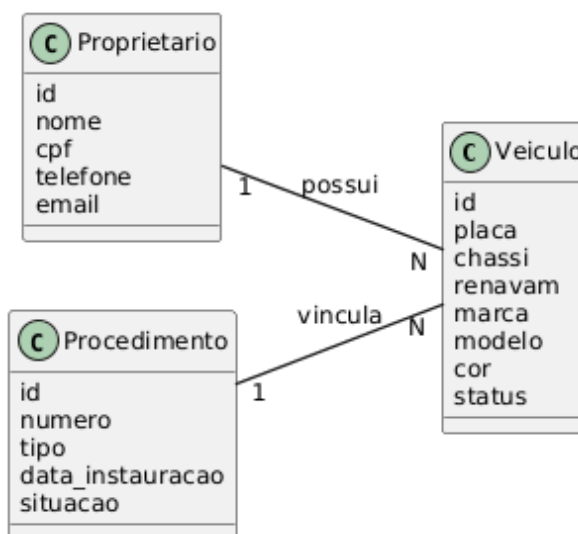 C Proprietario
id
nome
cpf
telefone
email
1 possui N
C Veiculo
id
placa
chassi
renavam
marca
modelo
cor
status
vincula
N
1
C Procedimento
id
numero
tipo
data_instauracao
situacao